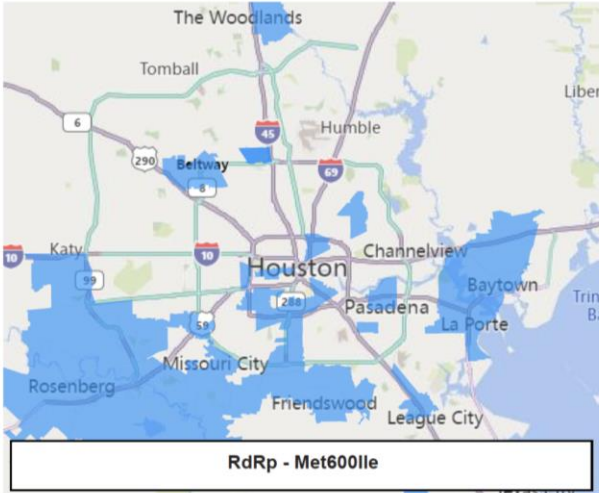 The Woodlands
Tomball
Liber
6
45
Humble
290
Beltway
8
69
Katy
10
10
Channelview
Houston
99
Baytown
288
Pasadena
Trin
Ba
59
La Porte
Missouri City
Rosenberg
Friendswood
League City
RdRp - Met600Ile